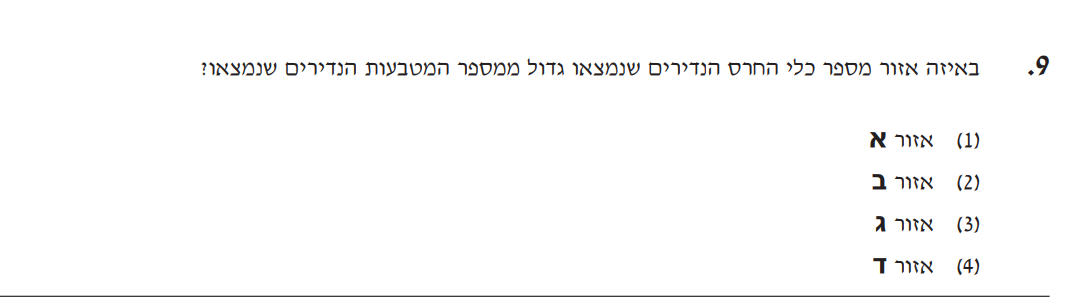 9. באיזה אזור מספר כלי החרס הנדירים שנמצאו גדול ממספר המטבעות הנדירים שנמצאו?
(1) אזור א
(2) אזור ב
(3) אזור ג
(4) אזור ד